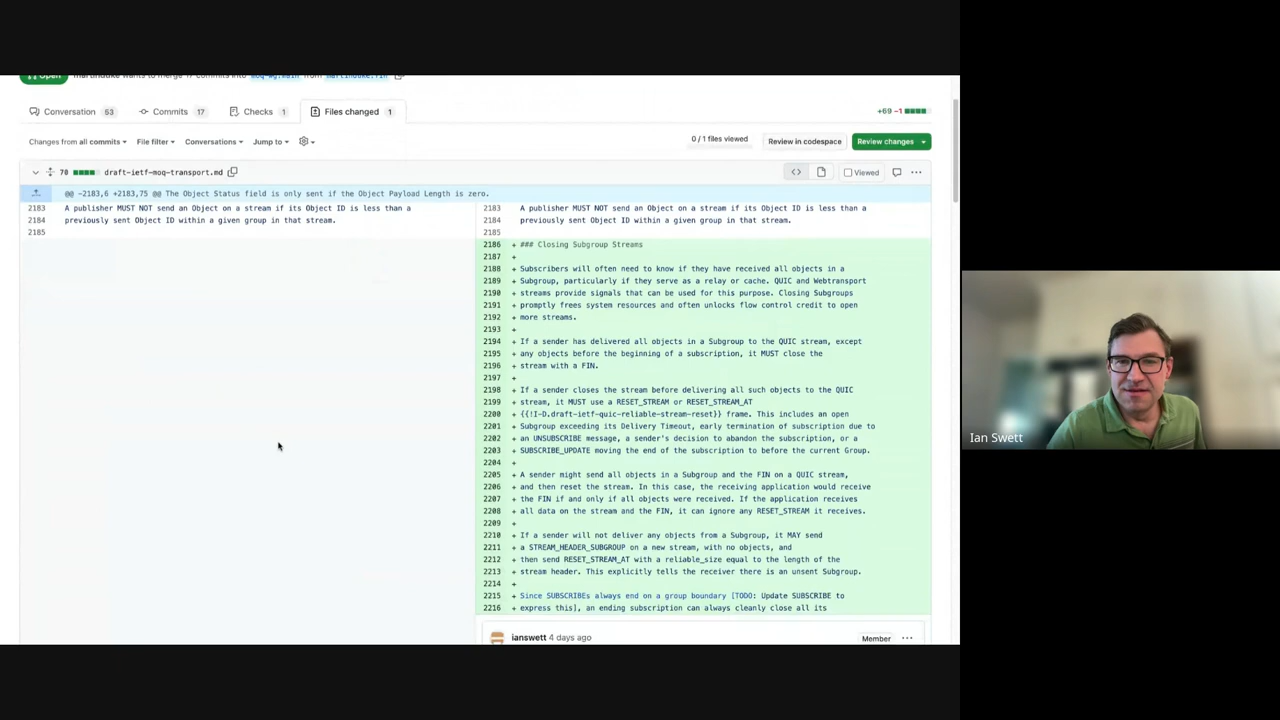 Open martinduke wants to merge 17 commits into moq-wg:main from martinduke:fin
Conversation 63 Commits 17 Checks 1 Files changed 1 +69 −1
Changes from all commits File filter Conversations Jump to 0 / 1 files viewed Review in codespace Review changes
70 draft-ietf-moq-transport.md Viewed
@@ -2183,6 +2183,75 @@ The Object Status field is only sent if the Object Payload Length is zero.
2183 A publisher MUST NOT send an Object on a stream if its Object ID is less than a
2184 previously sent Object ID within a given group in that stream.
2185
2183 A publisher MUST NOT send an Object on a stream if its Object ID is less than a
2184 previously sent Object ID within a given group in that stream.
2185
2186 + ### Closing Subgroup Streams
2187 +
2188 + Subscribers will often need to know if they have received all objects in a
2189 + Subgroup, particularly if they serve as a relay or cache. QUIC and Webtransport
2190 + streams provide signals that can be used for this purpose. Closing Subgroups
2191 + promptly frees system resources and often unlocks flow control credit to open
2192 + more streams.
2193 +
2194 + If a sender has delivered all objects in a Subgroup to the QUIC stream, except
2195 + any objects before the beginning of a subscription, it MUST close the
2196 + stream with a FIN.
2197 +
2198 + If a sender closes the stream before delivering all such objects to the QUIC
2199 + stream, it MUST use a RESET_STREAM or RESET_STREAM_AT
2200 + {{!I-D.draft-ietf-quic-reliable-stream-reset}} frame. This includes an open
2201 + Subgroup exceeding its Delivery Timeout, early termination of subscription due to
2202 + an UNSUBSCRIBE message, a sender's decision to abandon the subscription, or a
2203 + SUBSCRIBE_UPDATE moving the end of the subscription to before the current Group.
2204 +
2205 + A sender might send all objects in a Subgroup and the FIN on a QUIC stream,
2206 + and then reset the stream. In this case, the receiving application would receive
2207 + the FIN if and only if all objects were received. If the application receives
2208 + all data on the stream and the FIN, it can ignore any RESET_STREAM it receives.
2209 +
2210 + If a sender will not deliver any objects from a Subgroup, it MAY send
2211 + a STREAM_HEADER_SUBGROUP on a new stream, with no objects, and
2212 + then send RESET_STREAM_AT with a reliable_size equal to the length of the
2213 + stream header. This explicitly tells the receiver there is an unsent Subgroup.
2214 +
2215 + Since SUBSCRIBEs always end on a group boundary [TODO: Update SUBSCRIBE to
2216 + express this], an ending subscription can always cleanly close all its
ianswett 4 days ago Member
Ian Swett